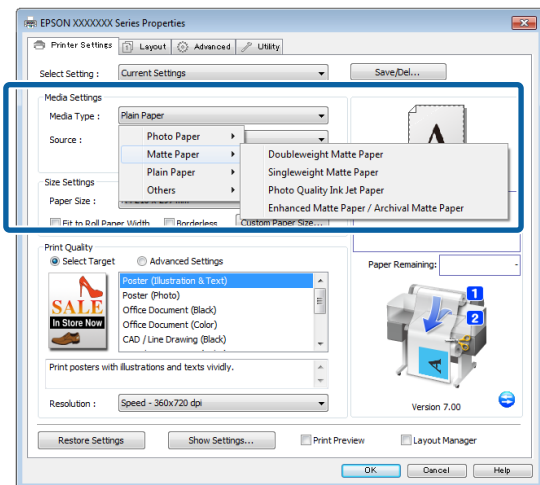 EPSON XXXXXXX Series Properties
Printer Settings Layout Advanced Utility
Select Setting : Current Settings Save/Del...
Media Settings
Media Type : Plain Paper
Source :
Photo Paper
Matte Paper
Plain Paper
Others
Doubleweight Matte Paper
Singleweight Matte Paper
Photo Quality Ink Jet Paper
Enhanced Matte Paper / Archival Matte Paper
Size Settings
Paper Size :
Fit to Roll Paper Width Borderless Custom Paper Size...
Print Quality
Select Target Advanced Settings
Paper Remaining: -
SALE
In Store Now
Poster (Illustration & Text)
Poster (Photo)
Office Document (Black)
Office Document (Color)
CAD / Line Drawing (Black)
1
2
A
Print posters with illustrations and texts vividly.
Resolution : Speed - 360x720 dpi
Version 7.00
Restore Settings Show Settings... Print Preview Layout Manager
OK Cancel Help